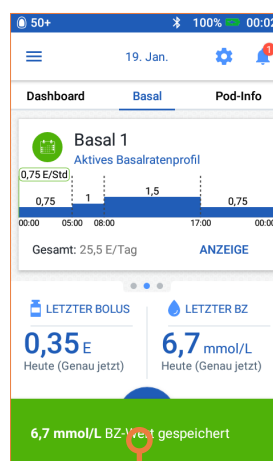 50+ 100% 00:02
19. Jan. 1
Dashboard Basal Pod-Info
Basal 1
Aktives Basalratenprofil
0,75 E/Std
0,75 1 1,5 0,75
00:00 05:00 08:00 17:00 00:00
Gesamt: 25,5 E/Tag ANZEIGE
LETZTER BOLUS LETZTER BZ
0,35 E 6,7 mmol/L
Heute (Genau jetzt) Heute (Genau jetzt)
6,7 mmol/L BZ-Wert gespeichert